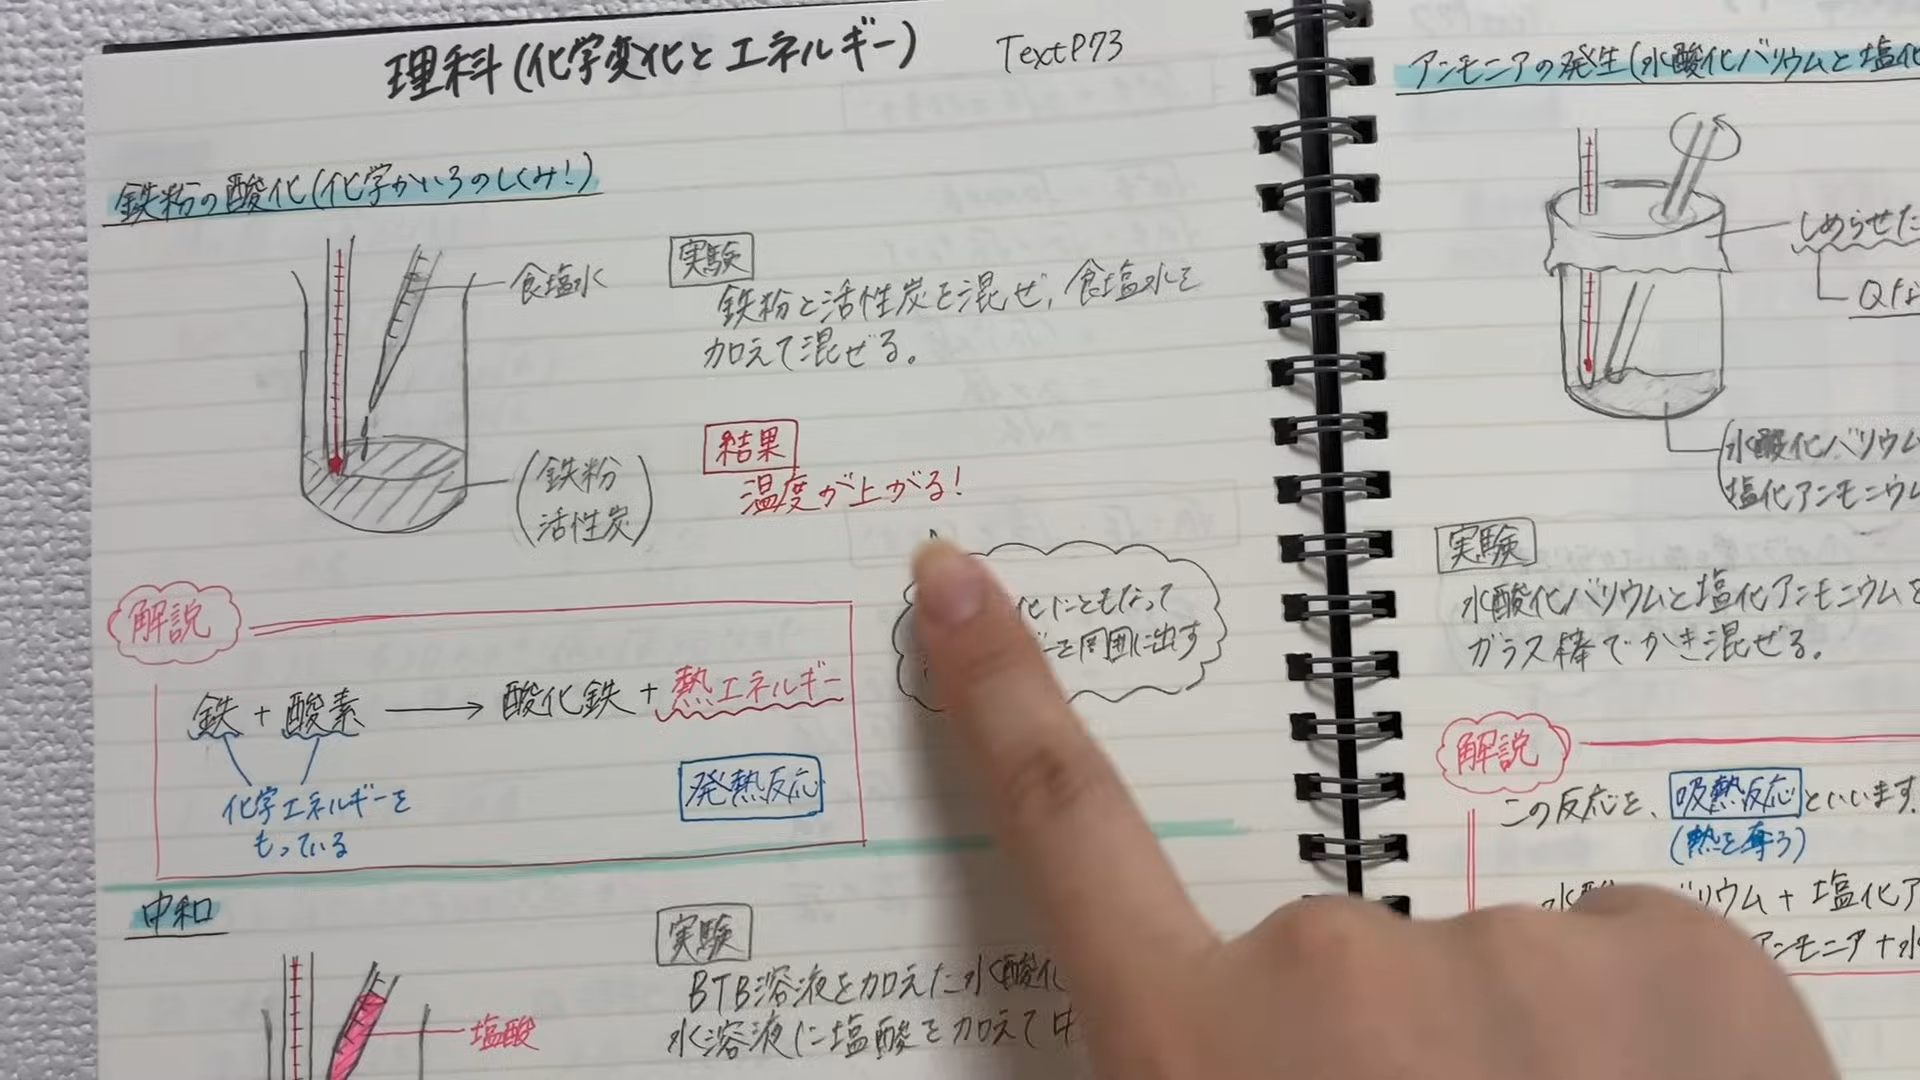 理科(化学変化とエネルギー)
TextP73
鉄粉の酸化(化学かいろのしくみ!)
食塩水
鉄粉
活性炭
実験
鉄粉と活性炭を混ぜ、食塩水を
加えて混ぜる。
結果
温度が上がる!
化にともなって
を周囲に出す
解説
鉄 + 酸素 → 酸化鉄 + 熱エネルギー
化学エネルギーを
もっている
発熱反応
中和
塩酸
実験
BTB溶液を加えた水酸化
水溶液に塩酸を加えて中
アンモニアの発生(水酸化バリウムと塩化
しめらせた
Qな
水酸化バリウム
塩化アンモニウム
実験
水酸化バリウムと塩化アンモニウムを
ガラス棒でかき混ぜる。
解説
この反応を、吸熱反応といいます。
(熱を奪う)
リウム + 塩化ア
アンモニア + 水